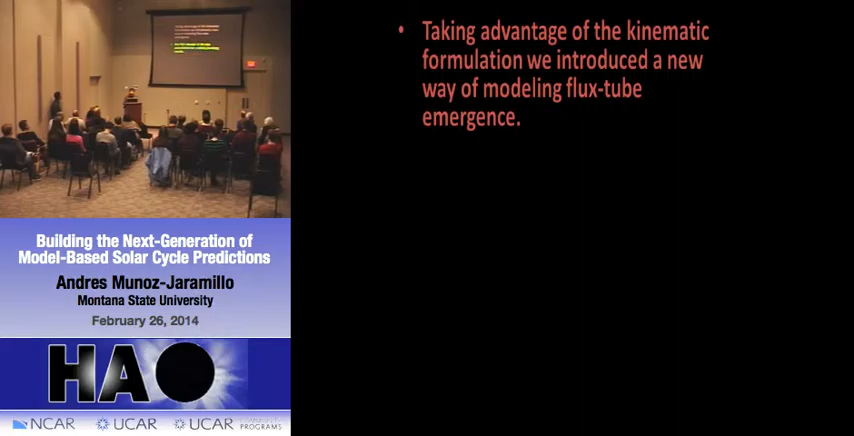 • Taking advantage of the kinematic
formulation we introduced a new
way of modeling flux-tube
emergence.
Building the Next-Generation of
Model-Based Solar Cycle Predictions
Andres Munoz-Jaramillo
Montana State University
February 26, 2014
HAO
NCAR
UCAR
UCAR
PROGRAMS